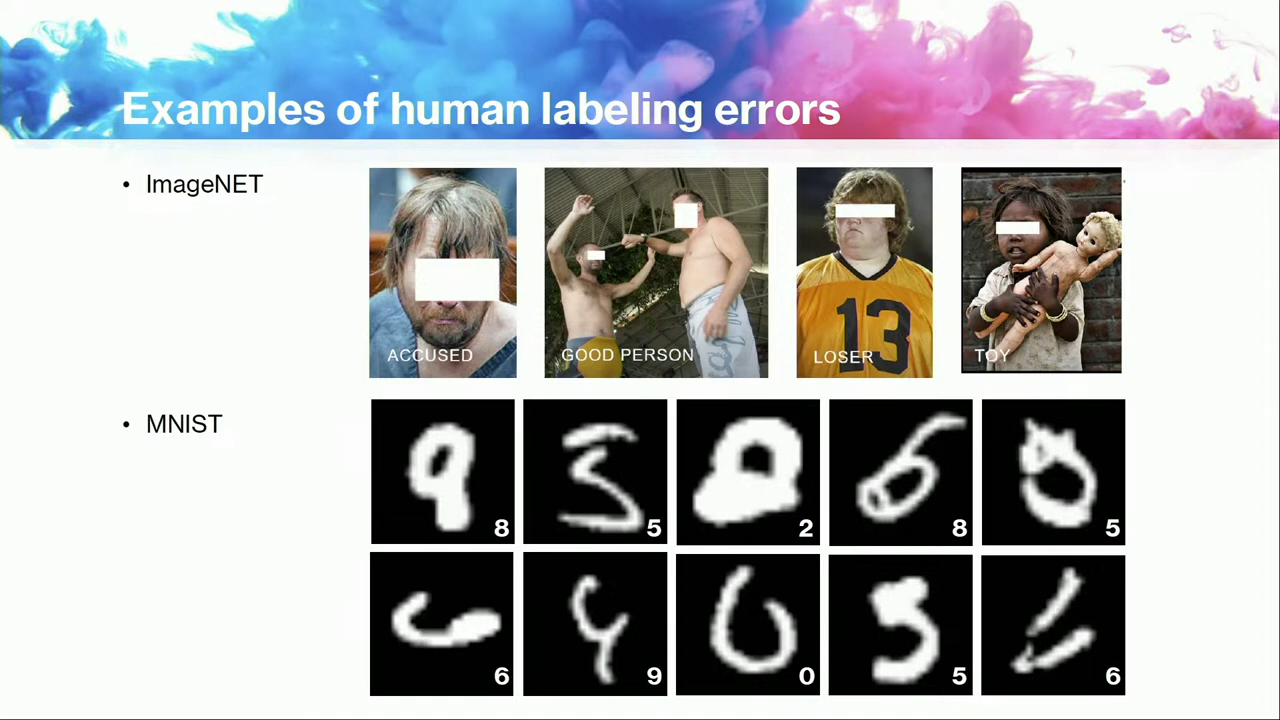 Examples of human labeling errors
• ImageNET
ACCUSED
GOOD PERSON
LOSER
13
TOY
• MNIST
8
5
2
8
5
6
9
0
5
6